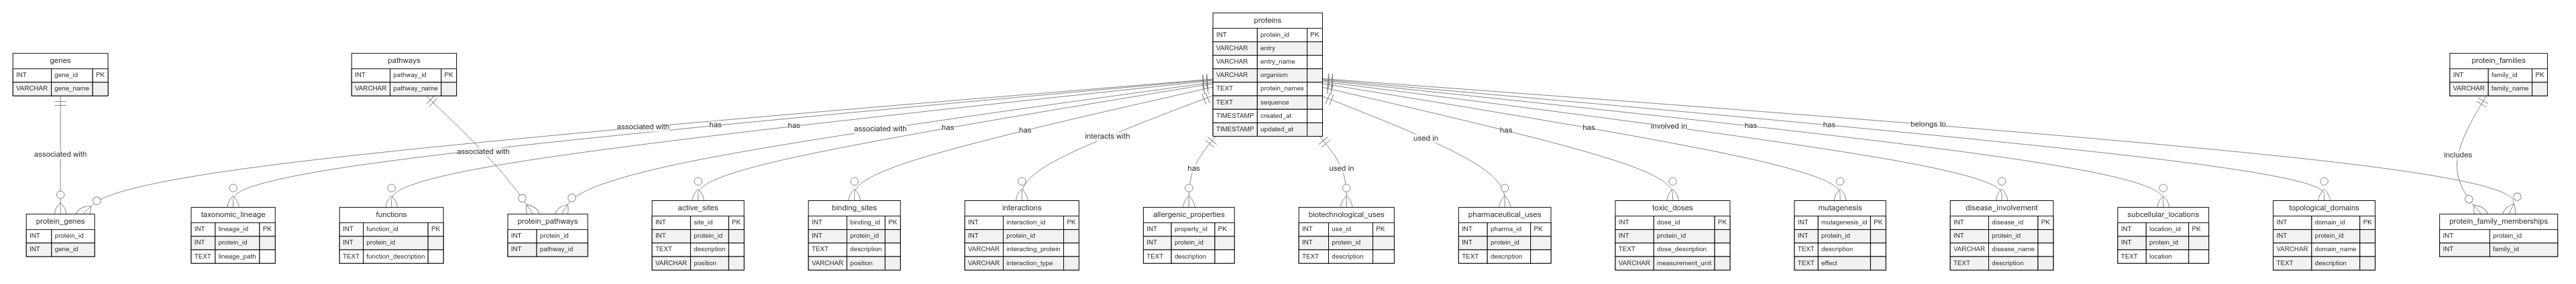 proteins
INT protein_id PK
VARCHAR entry
VARCHAR entry_name
VARCHAR organism
TEXT protein_names
TEXT sequence
TIMESTAMP created_at
TIMESTAMP updated_at
genes
INT gene_id PK
VARCHAR gene_name
pathways
INT pathway_id PK
VARCHAR pathway_name
protein_families
INT family_id PK
VARCHAR family_name
associated with
associated with
has
associated with
has
associated with
has
has
interacts with
has
used in
used in
has
has
involved in
has
has
belongs to
includes
protein_genes
INT protein_id
INT gene_id
taxonomic_lineage
INT lineage_id PK
INT protein_id
TEXT lineage_path
functions
INT function_id PK
INT protein_id
TEXT function_description
protein_pathways
INT protein_id
INT pathway_id
active_sites
INT site_id PK
INT protein_id
TEXT description
VARCHAR position
binding_sites
INT binding_id PK
INT protein_id
TEXT description
VARCHAR position
interactions
INT interaction_id PK
INT protein_id
VARCHAR interacting_protein
VARCHAR interaction_type
allergenic_properties
INT property_id PK
INT protein_id
TEXT description
biotechnological_uses
INT use_id PK
INT protein_id
TEXT description
pharmaceutical_uses
INT pharma_id PK
INT protein_id
TEXT description
toxic_doses
INT dose_id PK
INT protein_id
TEXT dose_description
VARCHAR measurement_unit
mutagenesis
INT mutagenesis_id PK
INT protein_id
TEXT description
TEXT effect
disease_involvement
INT disease_id PK
INT protein_id
VARCHAR disease_name
TEXT description
subcellular_locations
INT location_id PK
INT protein_id
TEXT location
topological_domains
INT domain_id PK
INT protein_id
VARCHAR domain_name
TEXT description
protein_family_memberships
INT protein_id
INT family_id